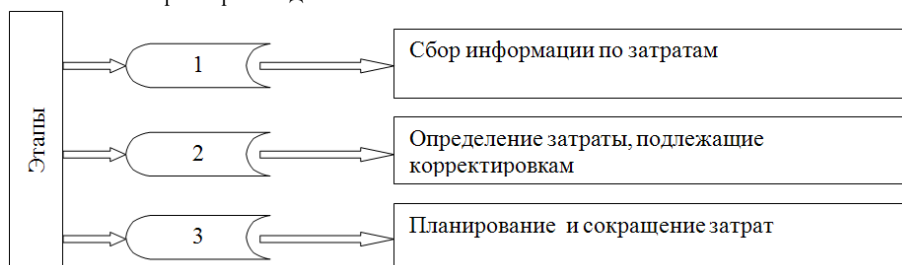 Этапы
1
Сбор информации по затратам
2
Определение затраты, подлежащие
корректировкам
3
Планирование и сокращение затрат